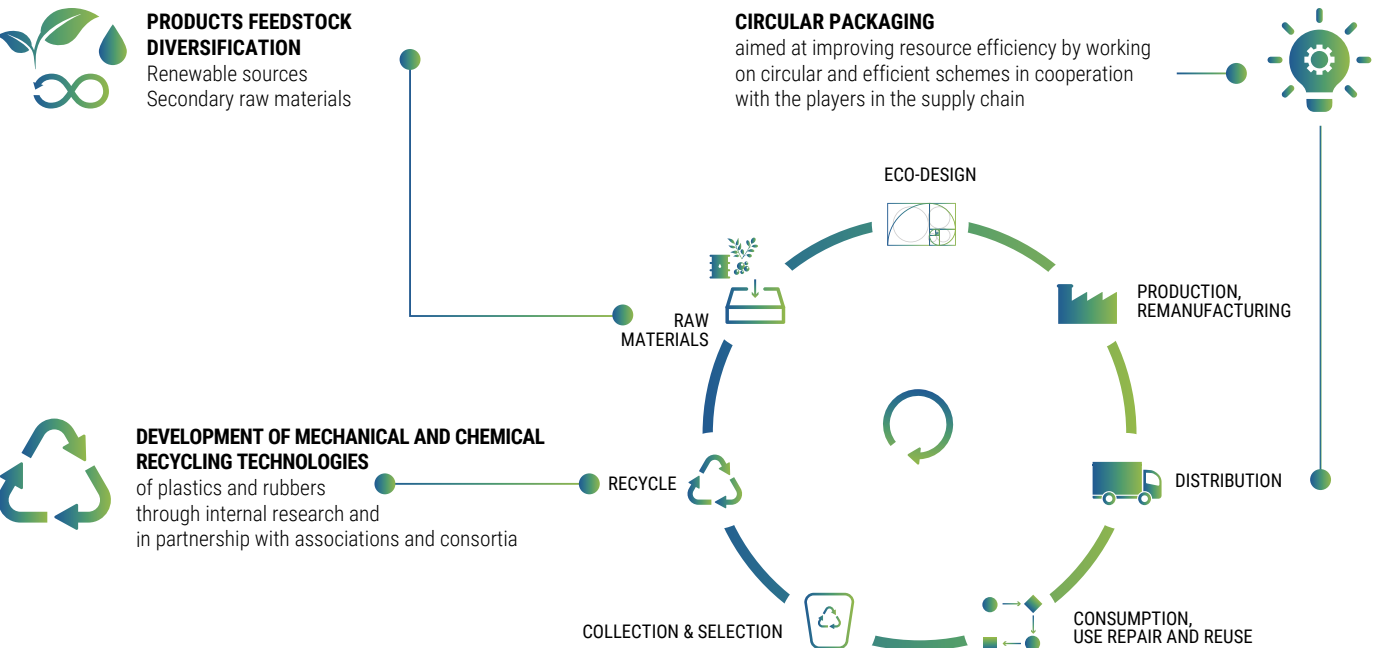 PRODUCTS FEEDSTOCK
DIVERSIFICATION
Renewable sources
Secondary raw materials
CIRCULAR PACKAGING
aimed at improving resource efficiency by working
on circular and efficient schemes in cooperation
with the players in the supply chain
ECO-DESIGN
PRODUCTION,
REMANUFACTURING
RAW
MATERIALS
DEVELOPMENT OF MECHANICAL AND CHEMICAL
RECYCLING TECHNOLOGIES
of plastics and rubbers
through internal research and
in partnership with associations and consortia
RECYCLE
DISTRIBUTION
COLLECTION & SELECTION
CONSUMPTION,
USE REPAIR AND REUSE